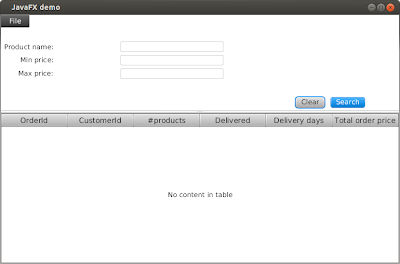 JavaFX demo
File
Product name:
Min price:
Max price:
Clear Search
OrderId CustomerId #products Delivered Delivery days Total order price
No content in table